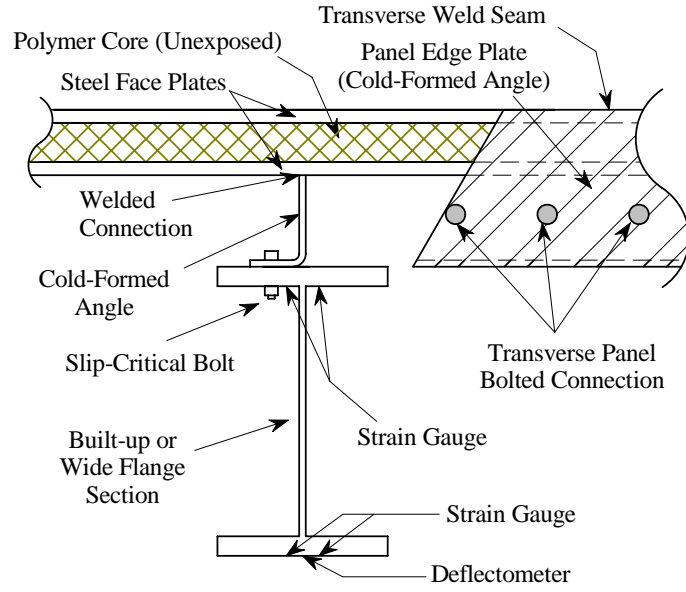 Transverse Weld Seam
Polymer Core (Unexposed)
Panel Edge Plate
(Cold-Formed Angle)
Steel Face Plates
Welded
Connection
Cold-Formed
Angle
Slip-Critical Bolt
Transverse Panel
Bolted Connection
Strain Gauge
Built-up or
Wide Flange
Section
Strain Gauge
Deflectometer